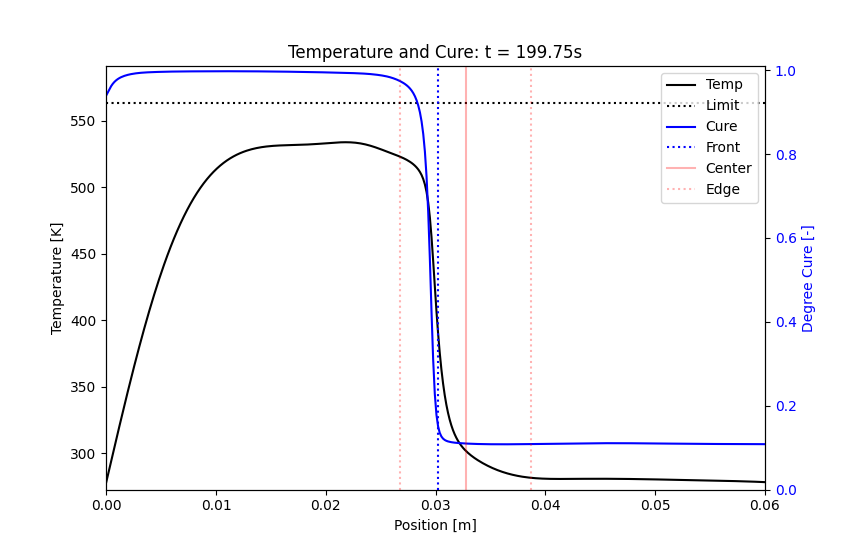 Temperature and Cure: t = 199.75s
Temperature [K]
550
500
450
400
350
300
Temp
Limit
Cure
Front
Center
Edge
1.0
0.8
0.6
0.4
0.2
0.0
Degree Cure [-]
0.00 0.01 0.02 0.03 0.04 0.05 0.06
Position [m]